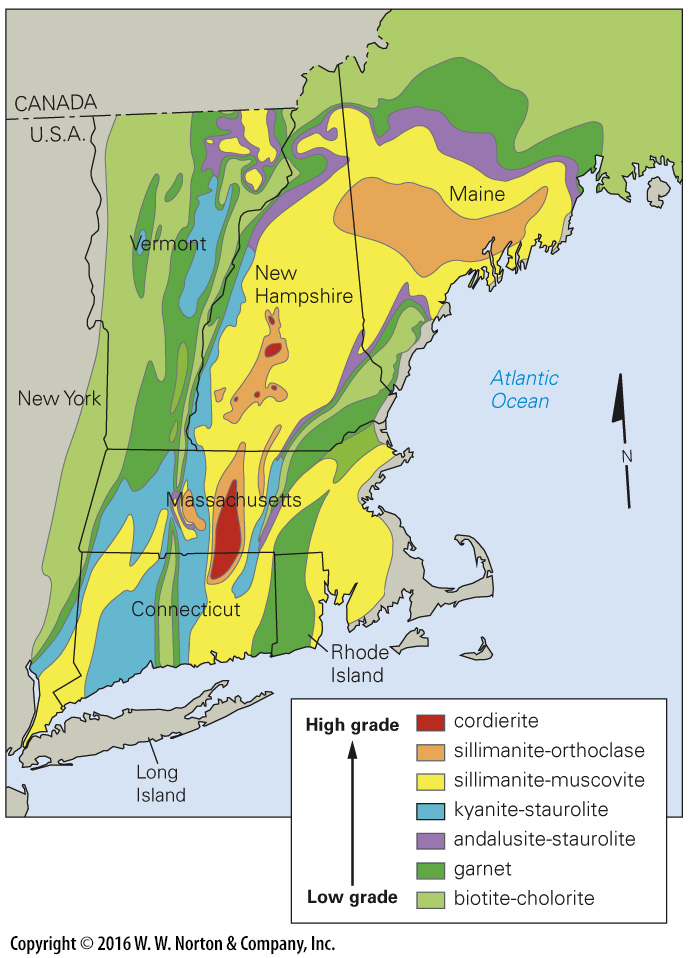 CANADA
U.S.A.
Maine
Vermont
New
Hampshire
New York
Atlantic
Ocean
N
Massachusetts
Connecticut
Rhode
Island
Long
Island
High grade
Low grade
cordierite
sillimanite-orthoclase
sillimanite-muscovite
kyanite-staurolite
andalusite-staurolite
garnet
biotite-cholorite
Copyright © 2016 W. W. Norton & Company, Inc.